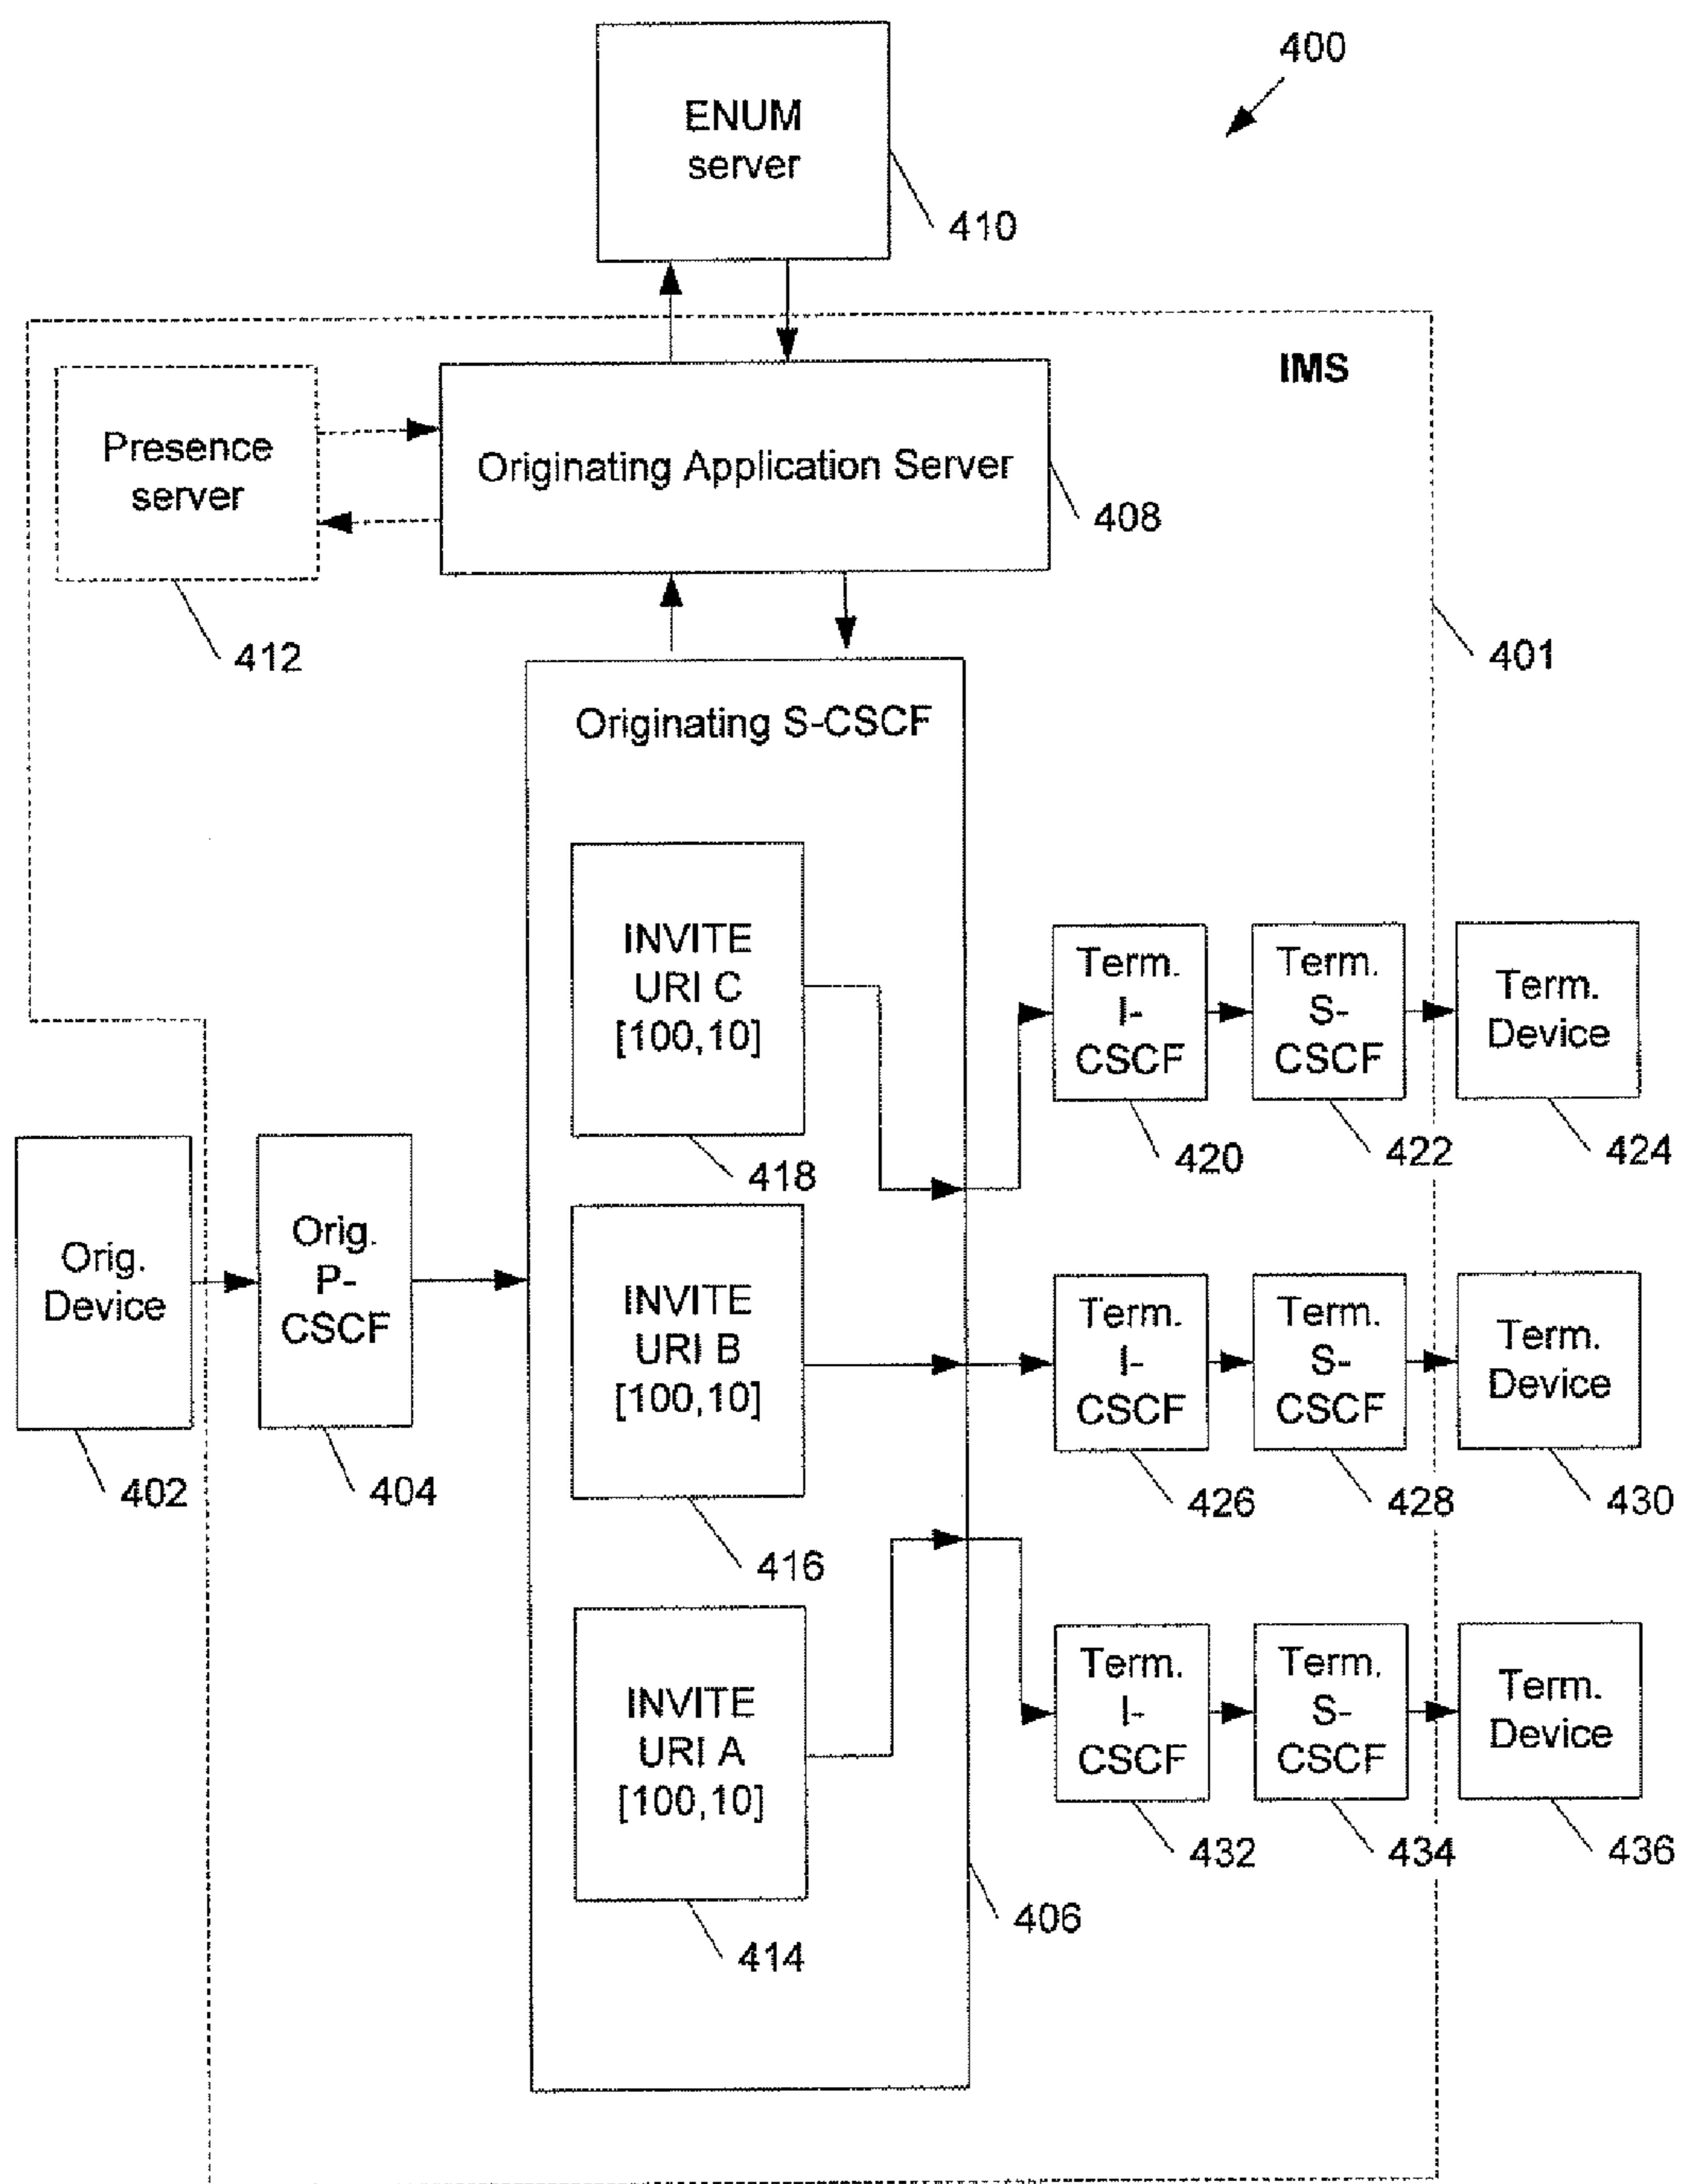 400
ENUM
server
410
IMS
Presence
server
Originating Application Server
408
412
401
Originating S-CSCF
INVITE
URI C
[100,10]
418
Term.
I-
CSCF
420
Term.
S-
CSCF
422
Term.
Device
424
Orig.
Device
402
Orig.
P-
CSCF
404
INVITE
URI B
[100,10]
416
Term.
I-
CSCF
426
Term.
S-
CSCF
428
Term.
Device
430
INVITE
URI A
[100,10]
414
406
Term.
I-
CSCF
432
Term.
S-
CSCF
434
Term.
Device
436